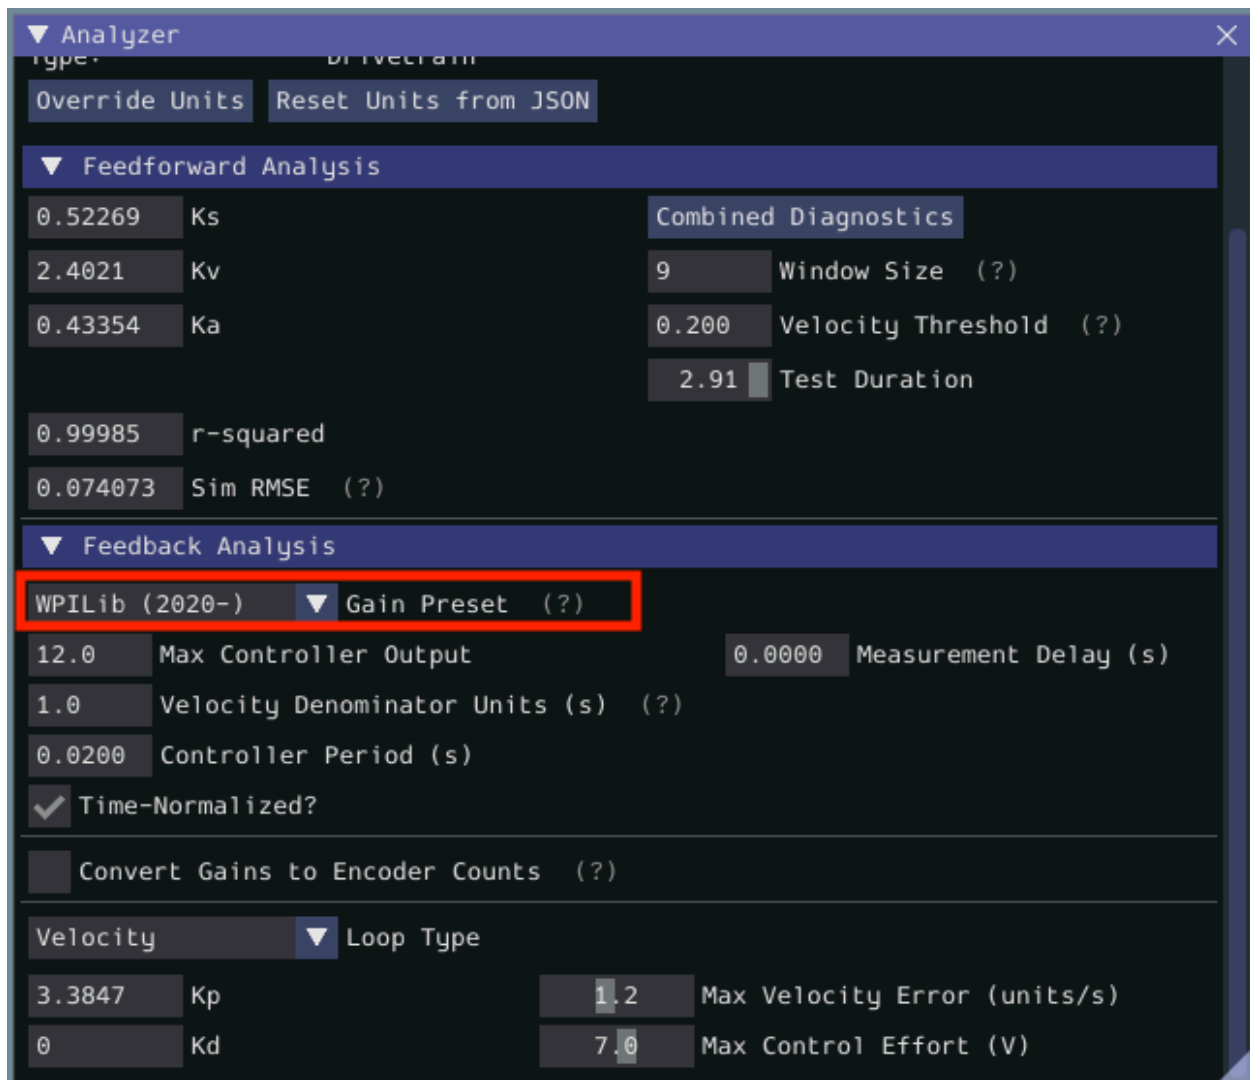 ▼ Analyzer ✕
Type: Drivetrain
Override Units Reset Units from JSON
▼ Feedforward Analysis
0.52269 Ks Combined Diagnostics
2.4021 Kv 9 Window Size (?)
0.43354 Ka 0.200 Velocity Threshold (?)
2.91 Test Duration
0.99985 r-squared
0.074073 Sim RMSE (?)
▼ Feedback Analysis
WPILib (2020-) ▼ Gain Preset (?)
12.0 Max Controller Output 0.0000 Measurement Delay (s)
1.0 Velocity Denominator Units (s) (?)
0.0200 Controller Period (s)
Time-Normalized?
Convert Gains to Encoder Counts (?)
Velocity ▼ Loop Type
3.3847 Kp 1.2 Max Velocity Error (units/s)
0 Kd 7.0 Max Control Effort (V)